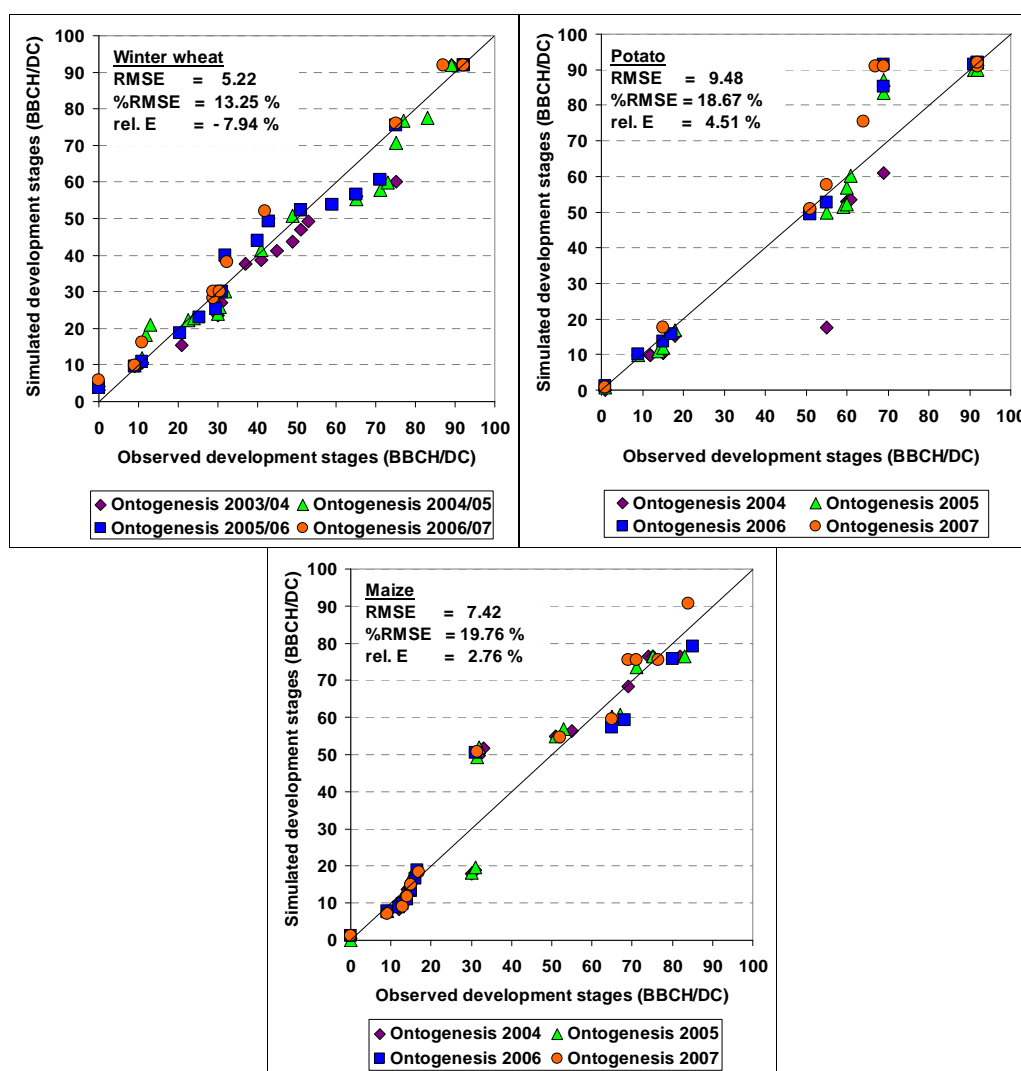 Winter wheat
RMSE = 5.22
%RMSE = 13.25 %
rel. E = - 7.94 %
Simulated development stages (BBCH/DC)
100
90
80
70
60
50
40
30
20
10
0
0 10 20 30 40 50 60 70 80 90 100
Observed development stages (BBCH/DC)
Ontogenesis 2003/04 Ontogenesis 2004/05
Ontogenesis 2005/06 Ontogenesis 2006/07
Potato
RMSE = 9.48
%RMSE = 18.67 %
rel. E = 4.51 %
Simulated development stages (BBCH/DC)
100
90
80
70
60
50
40
30
20
10
0
0 10 20 30 40 50 60 70 80 90 100
Observed development stages (BBCH/DC)
Ontogenesis 2004 Ontogenesis 2005
Ontogenesis 2006 Ontogenesis 2007
Maize
RMSE = 7.42
%RMSE = 19.76 %
rel. E = 2.76 %
Simulated development stages (BBCH/DC)
100
90
80
70
60
50
40
30
20
10
0
0 10 20 30 40 50 60 70 80 90 100
Observed development stages (BBCH/DC)
Ontogenesis 2004 Ontogenesis 2005
Ontogenesis 2006 Ontogenesis 2007